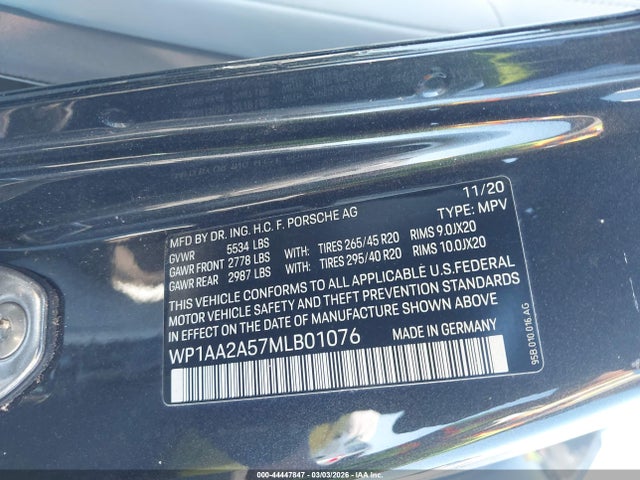 11/20
MFD BY DR. ING. H.C. F. PORSCHE AG TYPE: MPV
GVWR 5534 LBS
GAWR FRONT 2778 LBS WITH: TIRES 265/45 R20 RIMS 9.0JX20
GAWR REAR 2987 LBS WITH: TIRES 295/40 R20 RIMS 10.0JX20
THIS VEHICLE CONFORMS TO ALL APPLICABLE U.S.FEDERAL
MOTOR VEHICLE SAFETY AND THEFT PREVENTION STANDARDS
IN EFFECT ON THE DATE OF MANUFACTURE SHOWN ABOVE
WP1AA2A57MLB01076 MADE IN GERMANY
95B.010.016.AG
000-44447847 - 03/03/2026 - IAA Inc.